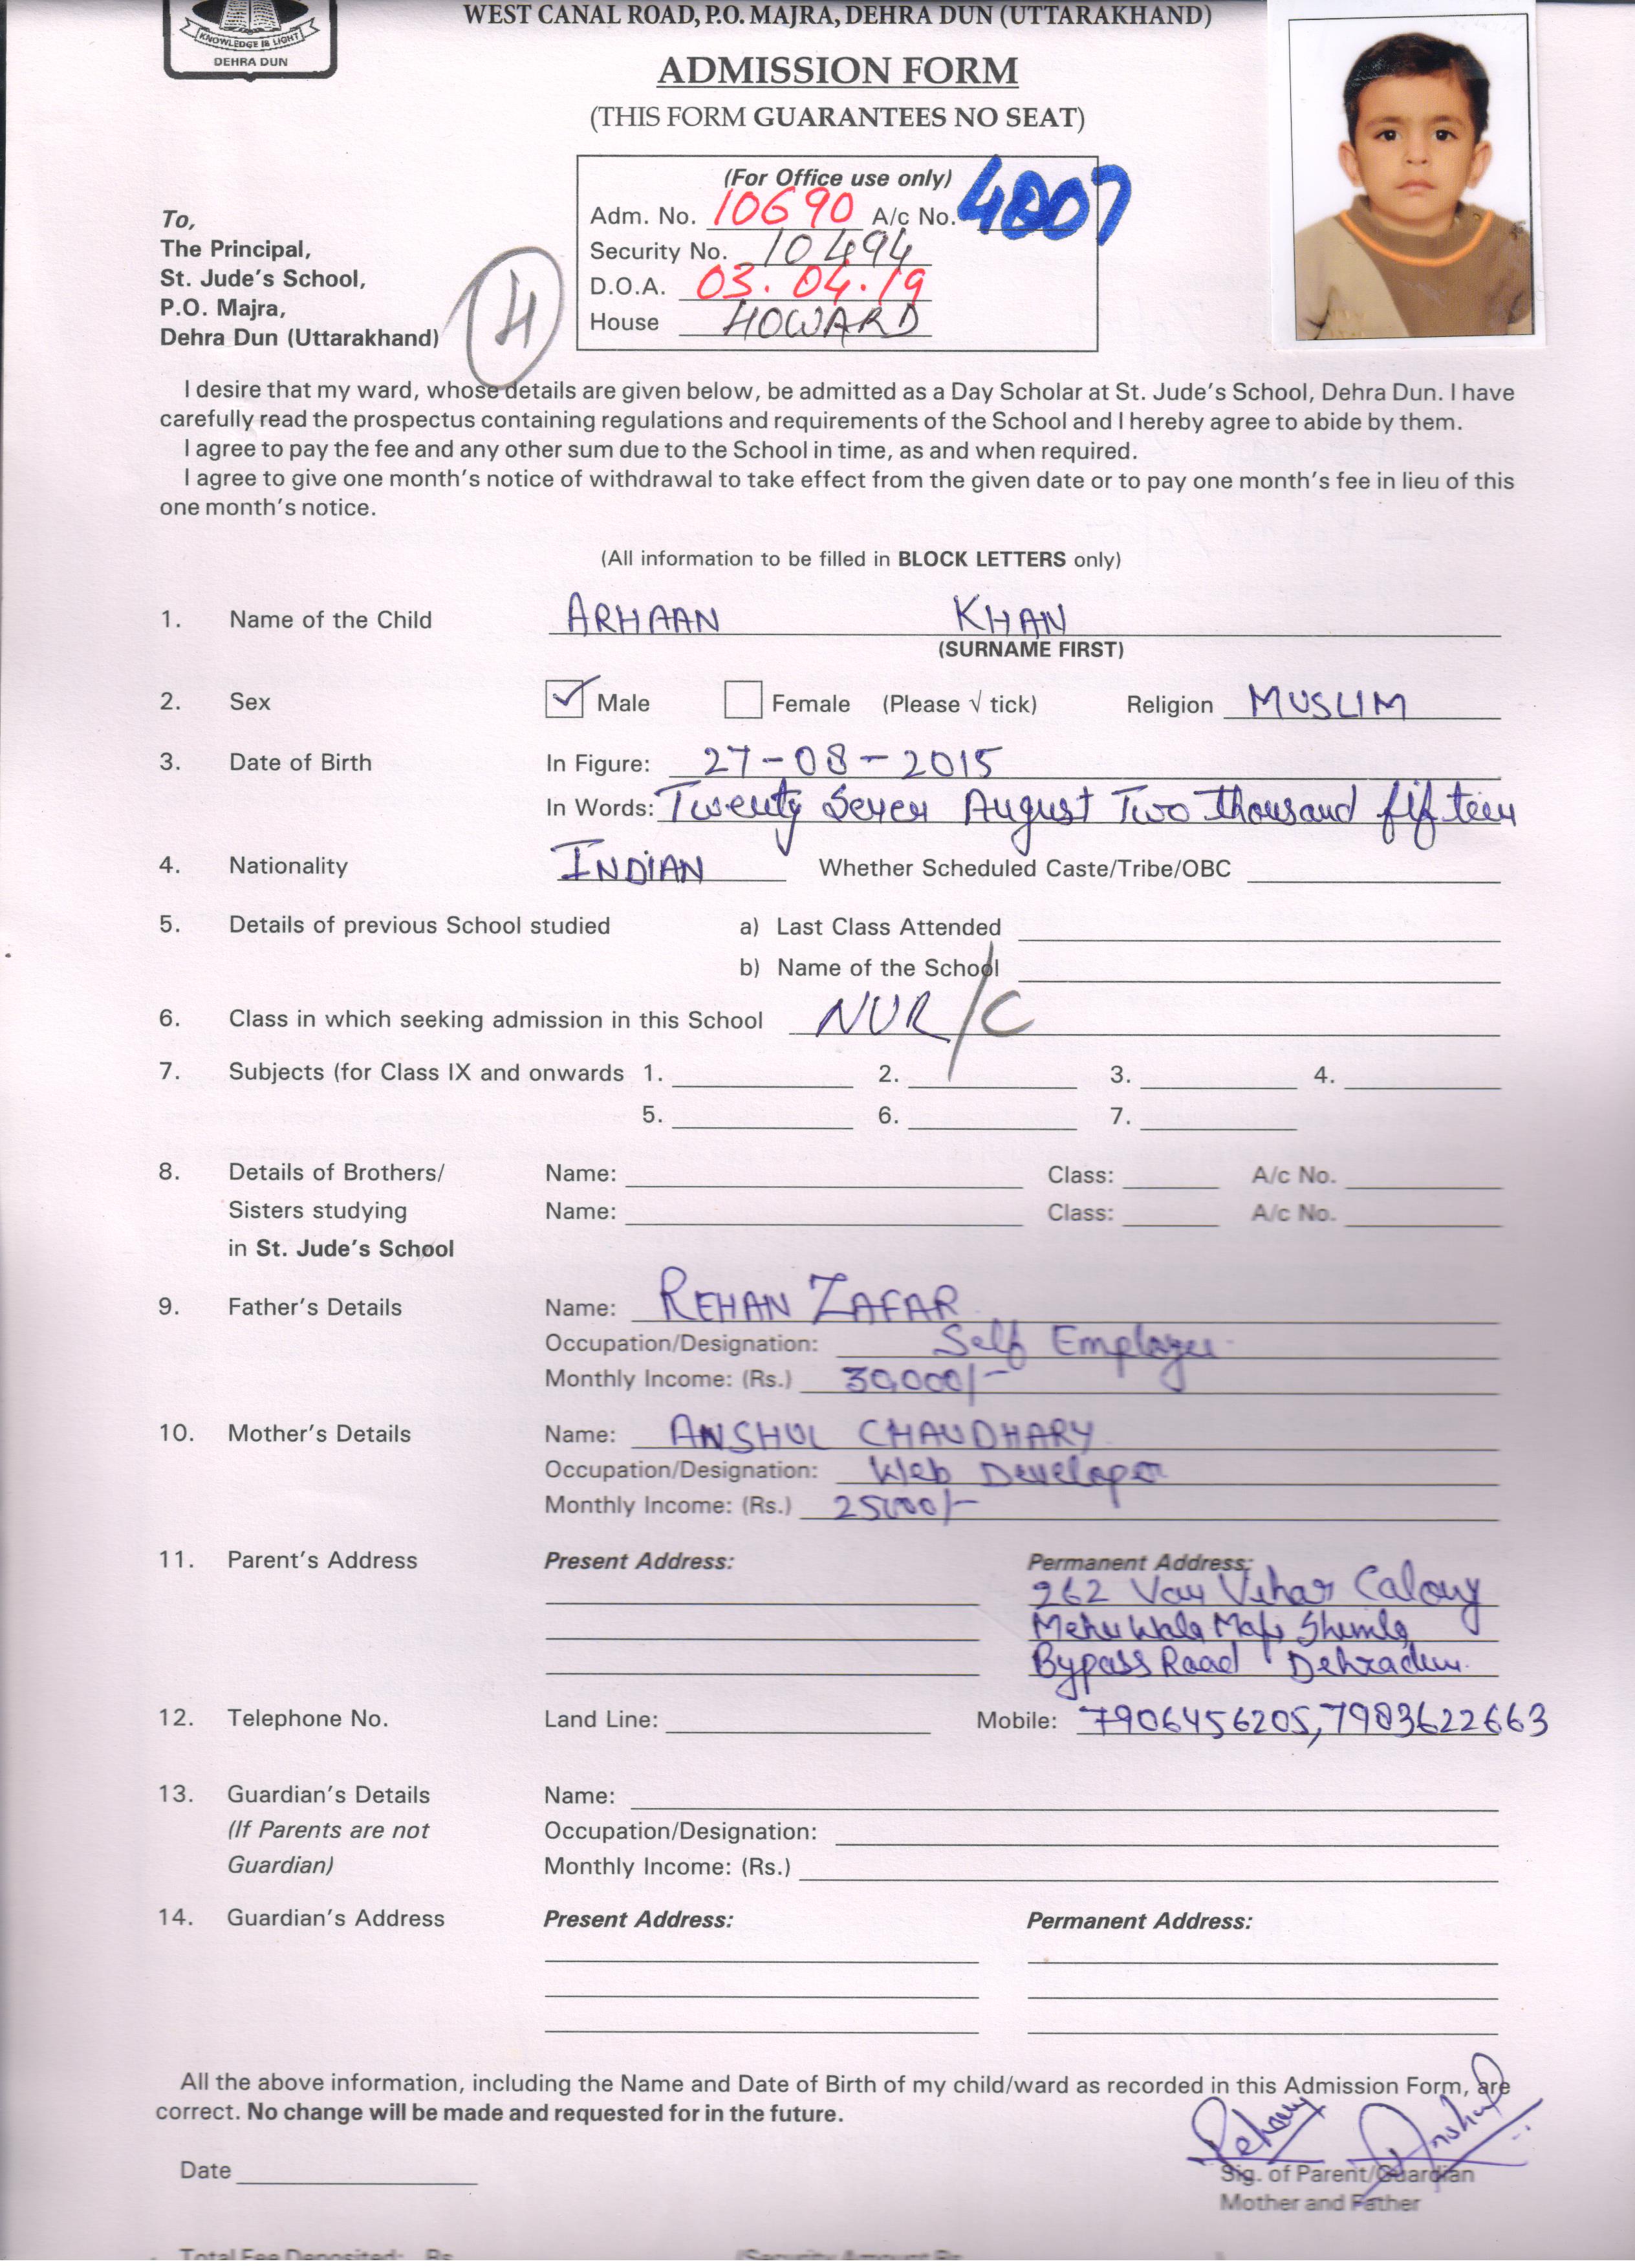 WEST CANAL ROAD, P.O. MAJRA, DEHRA DUN (UTTARAKHAND)
KNOWLEDGE IS LIGHT
DEHRA DUN
ADMISSION FORM
(THIS FORM GUARANTEES NO SEAT)
(For Office use only)
Adm. No. 10690 A/c No. 4007
Security No. 10494
D.O.A. 03.04.19
House HOWARD
To,
The Principal,
St. Jude's School,
P.O. Majra,
Dehra Dun (Uttarakhand)
4
I desire that my ward, whose details are given below, be admitted as a Day Scholar at St. Jude's School, Dehra Dun. I have
carefully read the prospectus containing regulations and requirements of the School and I hereby agree to abide by them.
I agree to pay the fee and any other sum due to the School in time, as and when required.
I agree to give one month's notice of withdrawal to take effect from the given date or to pay one month's fee in lieu of this
one month's notice.
(All information to be filled in BLOCK LETTERS only)
1. Name of the Child ARHAAN KHAN
(SURNAME FIRST)
2. Sex Male Female (Please √ tick) Religion MUSLIM
3. Date of Birth In Figure: 27-08-2015
In Words: Twenty Seven August Two Thousand fifteen
4. Nationality INDIAN Whether Scheduled Caste/Tribe/OBC
5. Details of previous School studied a) Last Class Attended
b) Name of the School
6. Class in which seeking admission in this School NUR/C
7. Subjects (for Class IX and onwards 1. 2. 3. 4.
5. 6. 7.
8. Details of Brothers/ Name: Class: A/c No.
Sisters studying Name: Class: A/c No.
in St. Jude's School
9. Father's Details Name: REHAN ZAFAR
Occupation/Designation: Self Employee
Monthly Income: (Rs.) 30,000/-
10. Mother's Details Name: ANSHUL CHAUDHARY
Occupation/Designation: Web Developer
Monthly Income: (Rs.) 25000/-
11. Parent's Address Present Address: Permanent Address:
262 Van Vihar Colony
Mehuwala Mafi Shimla
Bypass Road Dehradun.
12. Telephone No. Land Line: Mobile: 7906456205, 7983622663
13. Guardian's Details Name:
(If Parents are not Occupation/Designation:
Guardian) Monthly Income: (Rs.)
14. Guardian's Address Present Address: Permanent Address:
All the above information, including the Name and Date of Birth of my child/ward as recorded in this Admission Form, are
correct. No change will be made and requested for in the future.
Rehan Anshul
Date Sig. of Parent/Guardian
Mother and Father
Total Fee Deposited: Rs. (Security Amount Rs.